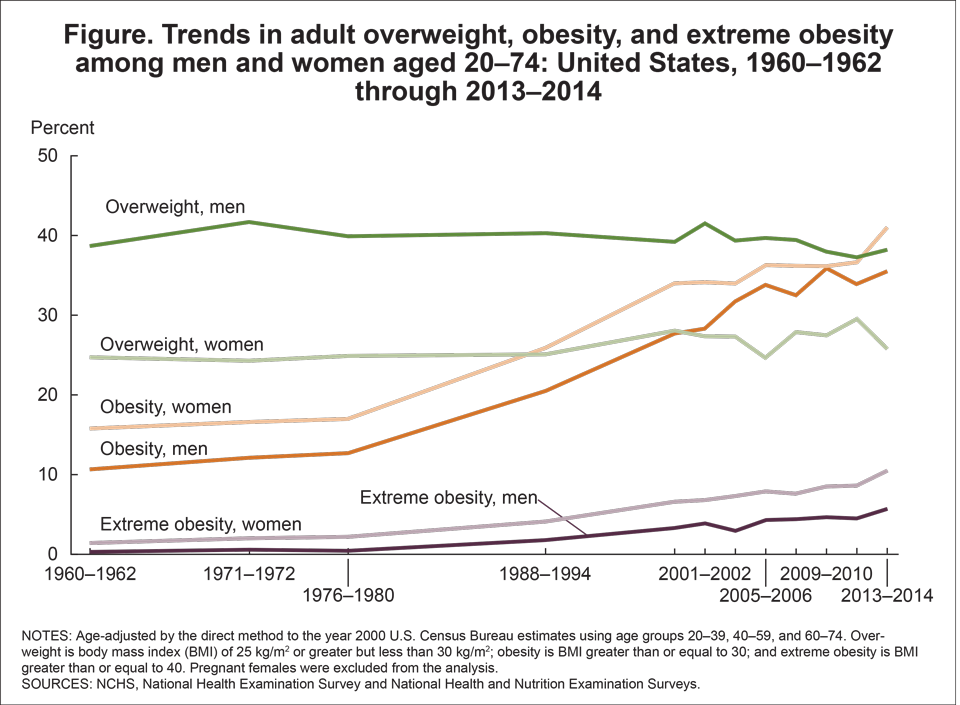 Figure. Trends in adult overweight, obesity, and extreme obesity
among men and women aged 20–74: United States, 1960–1962
through 2013–2014
Percent
50
Overweight, men
40
30
Overweight, women
20
Obesity, women
Obesity, men
10
Extreme obesity, men
Extreme obesity, women
0
1960–1962 1971–1972 1988–1994 2001–2002 2009–2010
1976–1980 2005–2006 2013–2014
NOTES: Age-adjusted by the direct method to the year 2000 U.S. Census Bureau estimates using age groups 20–39, 40–59, and 60–74. Over-
weight is body mass index (BMI) of 25 kg/m² or greater but less than 30 kg/m²; obesity is BMI greater than or equal to 30; and extreme obesity is BMI
greater than or equal to 40. Pregnant females were excluded from the analysis.
SOURCES: NCHS, National Health Examination Survey and National Health and Nutrition Examination Surveys.